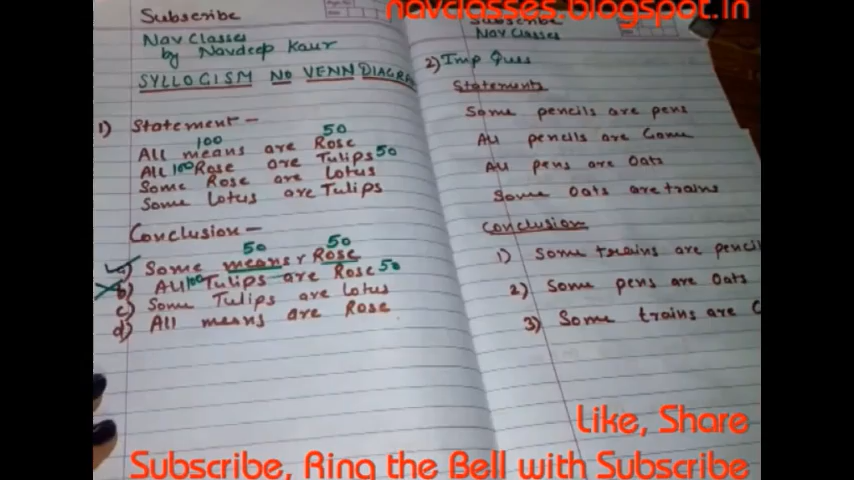 navclasses.blogspot.in
Subscribe
Nav Classes
by Navdeep Kaur
SYLLOGISM NO VENN DIAGRA
1) Statement -
100 50
All means are Rose
All 100 Rose are Tulips 50
Some Rose are Lotus
Some Lotus are Tulips
Conclusion -
50 50
a) Some means r Rose
b) All 100 Tulips are Rose 50
c) Some Tulips are Lotus
d) All means are Rose
Subscribe
Nav Classes
2) Imp Ques
Statements
Some pencils are pens
All pencils are Game
All pens are Oats
Some Oats are trains
Conclusion
1) Some trains are pencil
2) Some pens are Oats
3) Some trains are
Like, Share
Subscribe, Ring the Bell with Subscribe